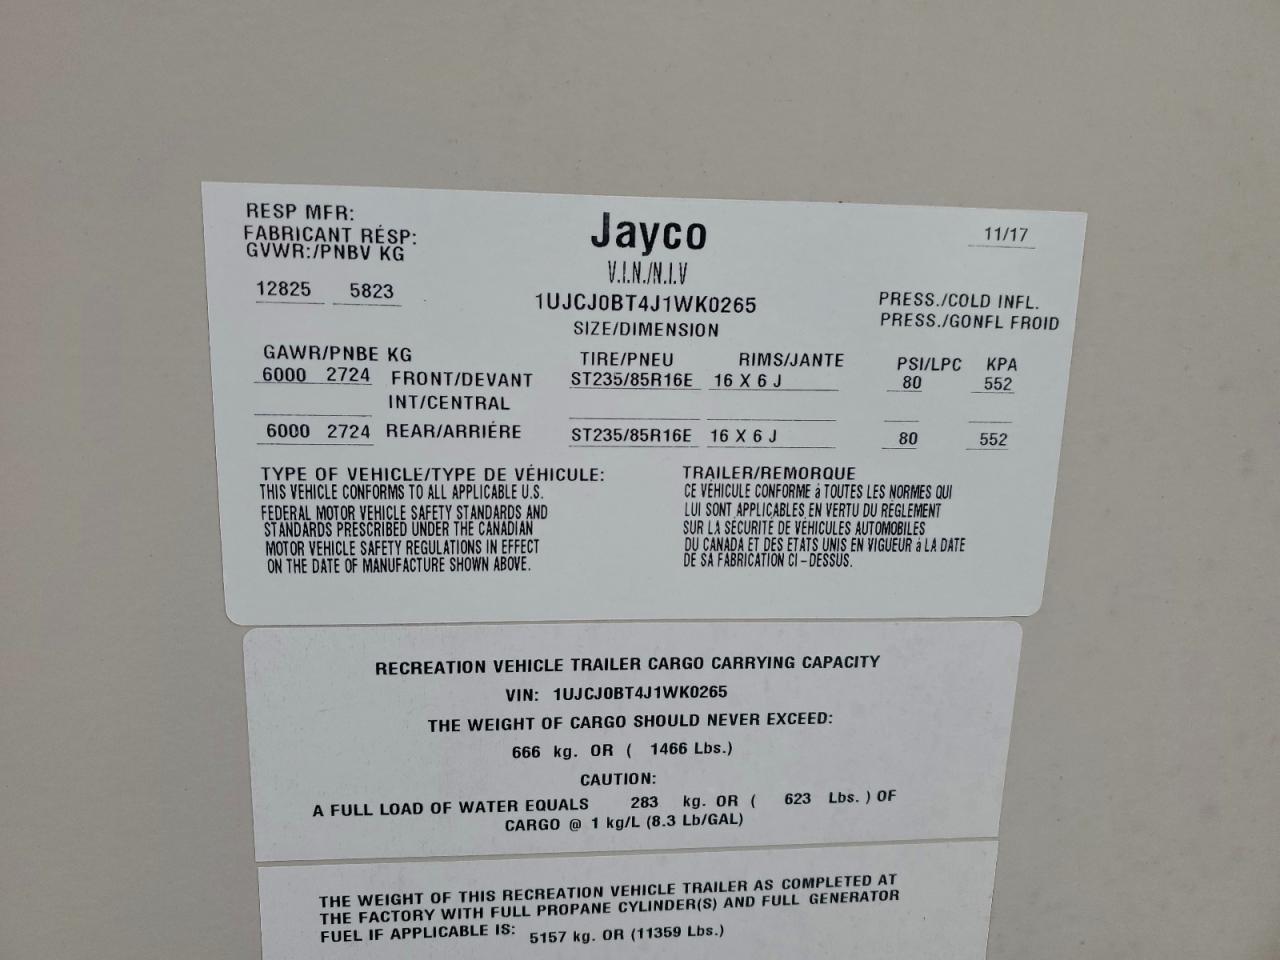 RESP MFR:
FABRICANT RÉSP:
GVWR:/PNBV KG
Jayco
11/17
V.I.N./N.I.V
12825 5823
1UJCJ0BT4J1WK0265
PRESS./COLD INFL.
SIZE/DIMENSION
PRESS./GONFL FROID
GAWR/PNBE KG TIRE/PNEU RIMS/JANTE PSI/LPC KPA
6000 2724 FRONT/DEVANT ST235/85R16E 16 X 6 J 80 552
INT/CENTRAL
6000 2724 REAR/ARRIÉRE ST235/85R16E 16 X 6 J 80 552
TYPE OF VEHICLE/TYPE DE VÉHICULE:
THIS VEHICLE CONFORMS TO ALL APPLICABLE U.S.
FEDERAL MOTOR VEHICLE SAFETY STANDARDS AND
STANDARDS PRESCRIBED UNDER THE CANADIAN
MOTOR VEHICLE SAFETY REGULATIONS IN EFFECT
ON THE DATE OF MANUFACTURE SHOWN ABOVE.
TRAILER/REMORQUE
CE VÉHICULE CONFORME à TOUTES LES NORMES QUI
LUI SONT APPLICABLES EN VERTU DU RÈGLEMENT
SUR LA SÉCURITE DE VÉHICULES AUTOMOBILES
DU CANADA ET DES ETATS UNIS EN VIGUEUR à LA DATE
DE SA FABRICATION CI-DESSUS.
RECREATION VEHICLE TRAILER CARGO CARRYING CAPACITY
VIN: 1UJCJ0BT4J1WK0265
THE WEIGHT OF CARGO SHOULD NEVER EXCEED:
666 kg. OR ( 1466 Lbs.)
CAUTION:
A FULL LOAD OF WATER EQUALS 283 kg. OR ( 623 Lbs. ) OF
CARGO @ 1 kg/L (8.3 Lb/GAL)
THE WEIGHT OF THIS RECREATION VEHICLE TRAILER AS COMPLETED AT
THE FACTORY WITH FULL PROPANE CYLINDER(S) AND FULL GENERATOR
FUEL IF APPLICABLE IS: 5157 kg. OR (11359 Lbs.)